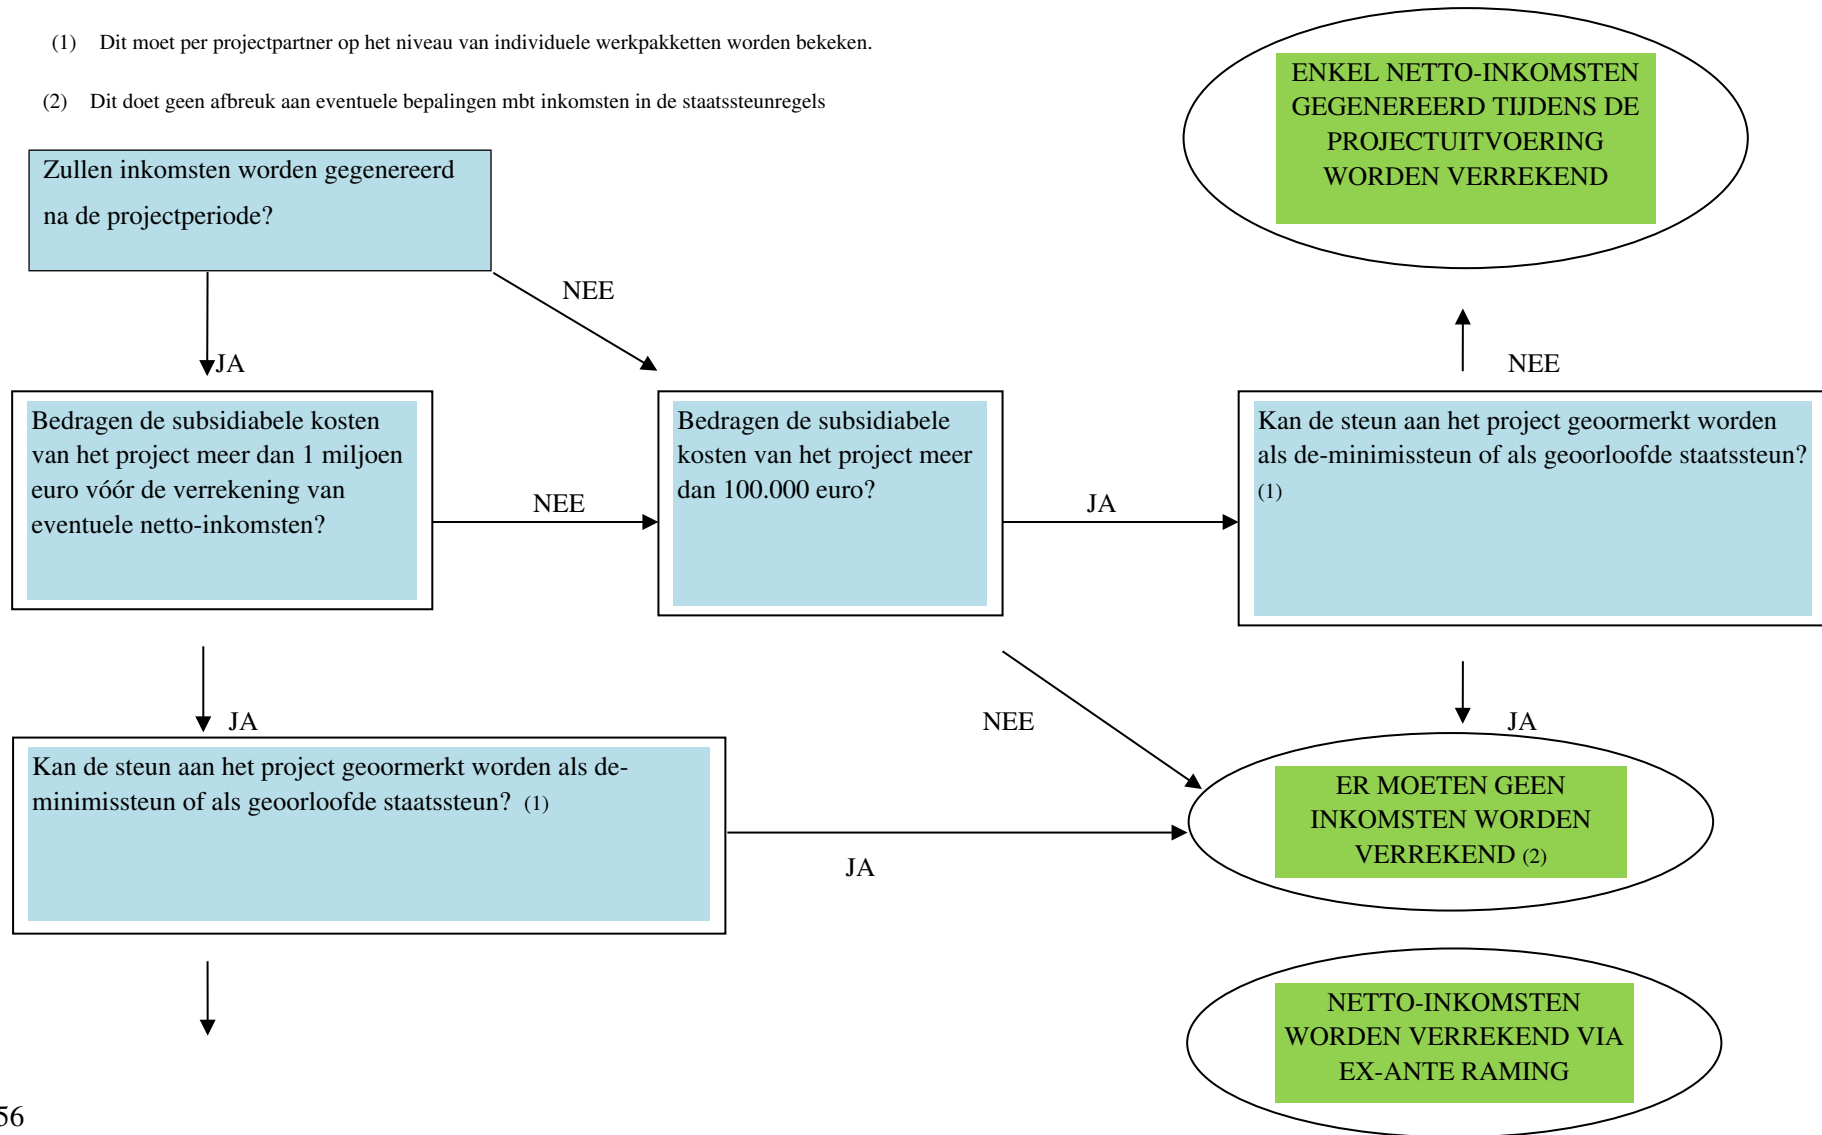 (1) Dit moet per projectpartner op het niveau van individuele werkpakketten worden bekeken.
(2) Dit doet geen afbreuk aan eventuele bepalingen mbt inkomsten in de staatssteunregels
ENKEL NETTO-INKOMSTEN
GEGENEREERD TIJDENS DE
PROJECTUITVOERING
WORDEN VERREKEND
Zullen inkomsten worden gegenereerd
na de projectperiode?
NEE
JA
NEE
Bedragen de subsidiabele kosten
van het project meer dan 1 miljoen
euro vóór de verrekening van
eventuele netto-inkomsten?
NEE
Bedragen de subsidiabele
kosten van het project meer
dan 100.000 euro?
JA
Kan de steun aan het project geoormerkt worden
als de-minimissteun of als geoorloofde staatssteun?
(1)
JA
NEE
JA
Kan de steun aan het project geoormerkt worden als de-
minimissteun of als geoorloofde staatssteun? (1)
JA
ER MOETEN GEEN
INKOMSTEN WORDEN
VERREKEND (2)
NETTO-INKOMSTEN
WORDEN VERREKEND VIA
EX-ANTE RAMING
56